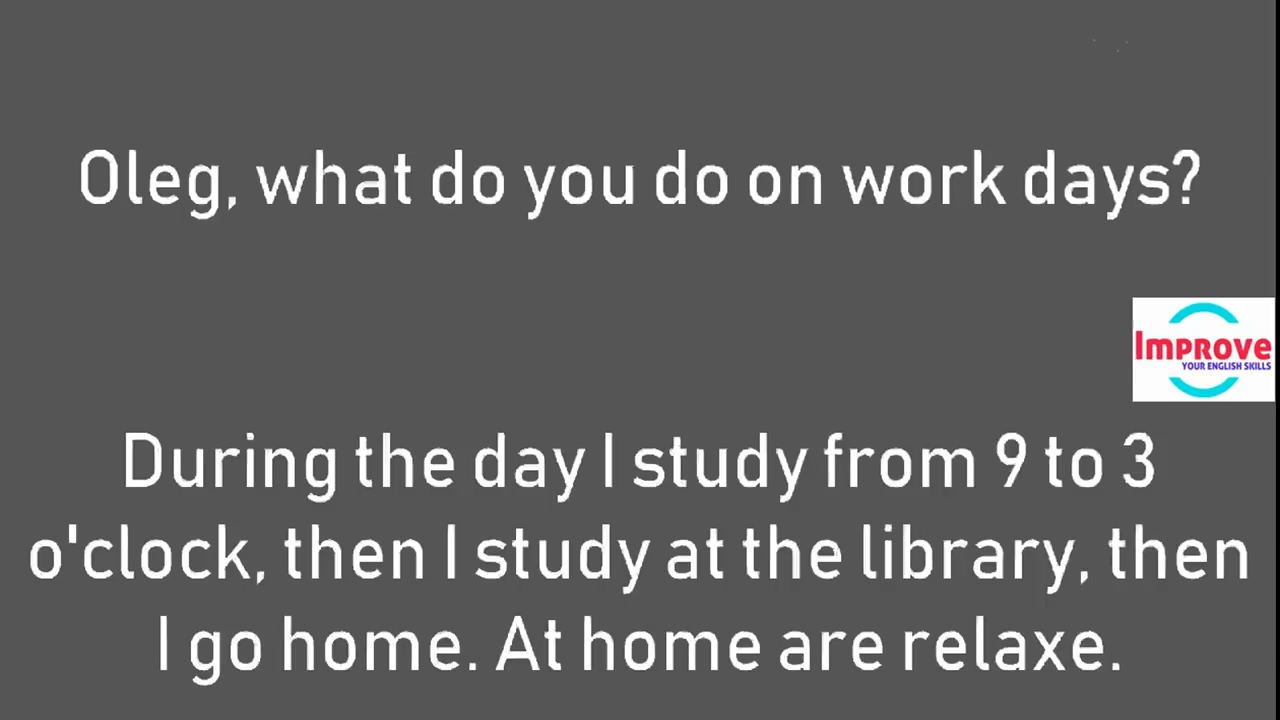 Oleg, what do you do on work days?
Improve
YOUR ENGLISH SKILLS
During the day I study from 9 to 3
o'clock, then I study at the library, then
I go home. At home are relaxe.